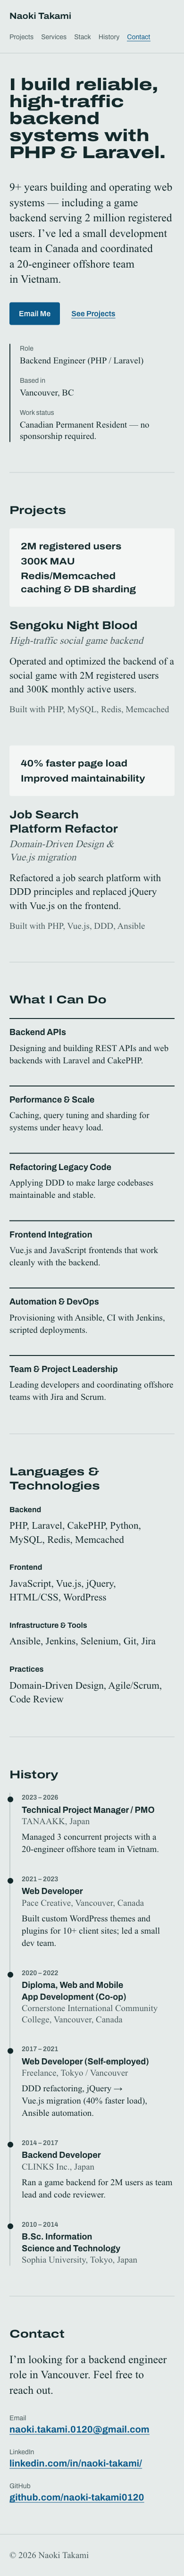 Naoki Takami
Projects Services Stack History Contact
I build reliable,
high-traffic
backend
systems with
PHP & Laravel.
9+ years building and operating web
systems — including a game
backend serving 2 million registered
users. I’ve led a small development
team in Canada and coordinated
a 20-engineer offshore team
in Vietnam.
Email Me See Projects
Role
Backend Engineer (PHP / Laravel)
Based in
Vancouver, BC
Work status
Canadian Permanent Resident — no
sponsorship required.
Projects
2M registered users
300K MAU
Redis/Memcached
caching & DB sharding
Sengoku Night Blood
High-traffic social game backend
Operated and optimized the backend of a
social game with 2M registered users
and 300K monthly active users.
Built with PHP, MySQL, Redis, Memcached
40% faster page load
Improved maintainability
Job Search
Platform Refactor
Domain-Driven Design &
Vue.js migration
Refactored a job search platform with
DDD principles and replaced jQuery
with Vue.js on the frontend.
Built with PHP, Vue.js, DDD, Ansible
What I Can Do
Backend APIs
Designing and building REST APIs and web
backends with Laravel and CakePHP.
Performance & Scale
Caching, query tuning and sharding for
systems under heavy load.
Refactoring Legacy Code
Applying DDD to make large codebases
maintainable and stable.
Frontend Integration
Vue.js and JavaScript frontends that work
cleanly with the backend.
Automation & DevOps
Provisioning with Ansible, CI with Jenkins,
scripted deployments.
Team & Project Leadership
Leading developers and coordinating offshore
teams with Jira and Scrum.
Languages &
Technologies
Backend
PHP, Laravel, CakePHP, Python,
MySQL, Redis, Memcached
Frontend
JavaScript, Vue.js, jQuery,
HTML/CSS, WordPress
Infrastructure & Tools
Ansible, Jenkins, Selenium, Git, Jira
Practices
Domain-Driven Design, Agile/Scrum,
Code Review
History
2023 – 2026
Technical Project Manager / PMO
TANAAKK, Japan
Managed 3 concurrent projects with a
20-engineer offshore team in Vietnam.
2021 – 2023
Web Developer
Pace Creative, Vancouver, Canada
Built custom WordPress themes and
plugins for 10+ client sites; led a small
dev team.
2020 – 2022
Diploma, Web and Mobile
App Development (Co-op)
Cornerstone International Community
College, Vancouver, Canada
2017 – 2021
Web Developer (Self-employed)
Freelance, Tokyo / Vancouver
DDD refactoring, jQuery →
Vue.js migration (40% faster load),
Ansible automation.
2014 – 2017
Backend Developer
CLINKS Inc., Japan
Ran a game backend for 2M users as team
lead and code reviewer.
2010 – 2014
B.Sc. Information
Science and Technology
Sophia University, Tokyo, Japan
Contact
I’m looking for a backend engineer
role in Vancouver. Feel free to
reach out.
Email
naoki.takami.0120@gmail.com
LinkedIn
linkedin.com/in/naoki-takami/
GitHub
github.com/naoki-takami0120
© 2026 Naoki Takami